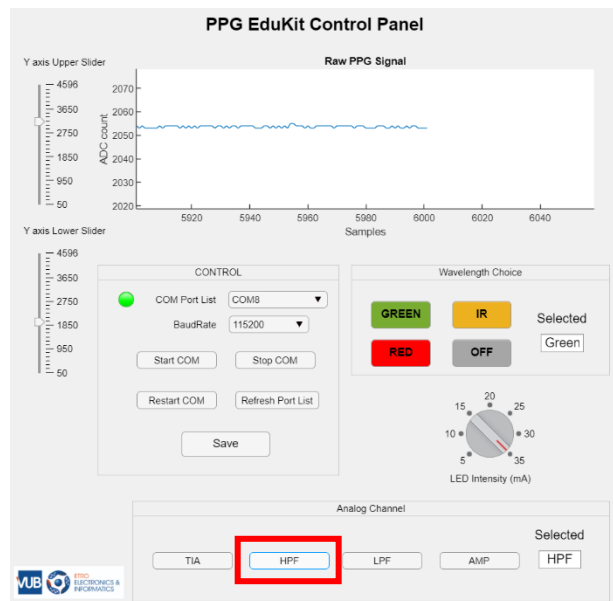 PPG EduKit Control Panel
Y axis Upper Slider
4596
3650
2750
1850
950
50
Raw PPG Signal
ADC count
2070
2060
2050
2040
2030
2020
5920 5940 5960 5980 6000 6020 6040
Samples
Y axis Lower Slider
4596
3650
2750
1850
950
50
CONTROL
COM Port List COM8
BaudRate 115200
Start COM Stop COM
Restart COM Refresh Port List
Save
Wavelength Choice
GREEN IR
RED OFF
Selected
Green
20
15 25
10 30
5 35
LED Intensity (mA)
Analog Channel
TIA HPF LPF AMP
Selected
HPF
VUB
ETRO
ELECTRONICS &
INFORMATICS